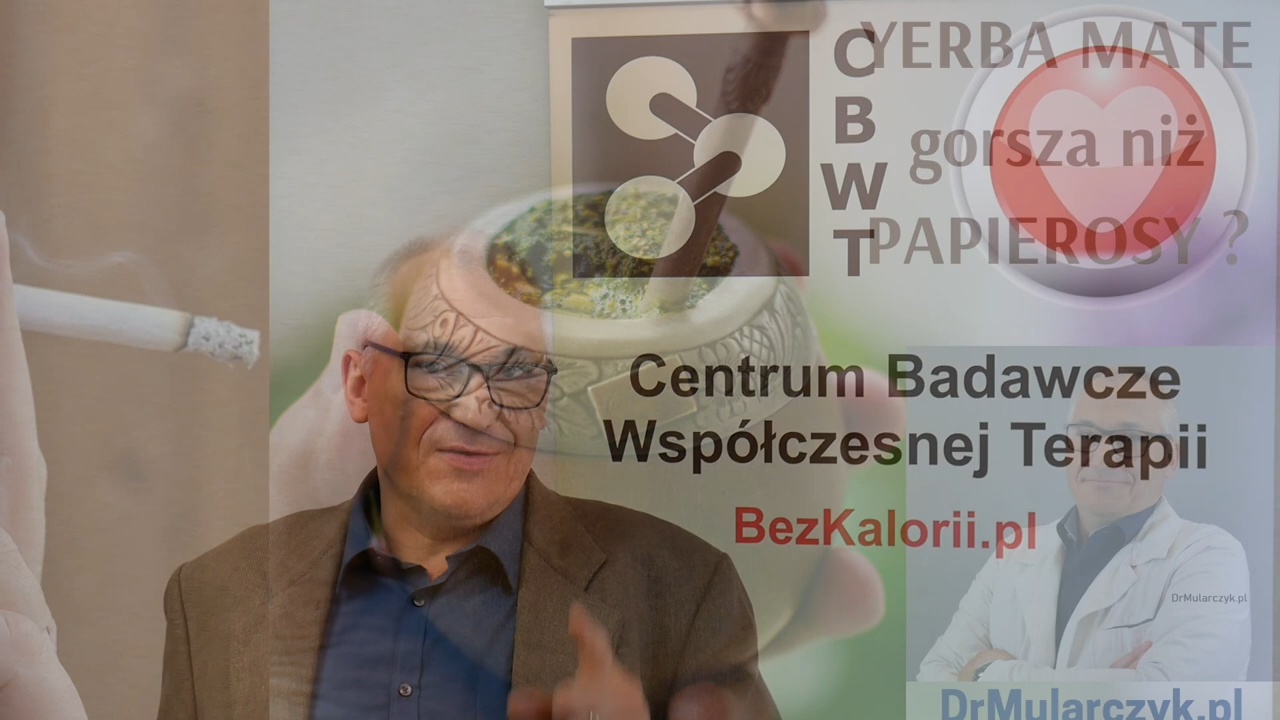 C
B
W
T
YERBA MATE
gorsza niż
PAPIEROSY ?
Centrum Badawcze
Współczesnej Terapii
BezKalorii.pl
DrMularczyk.pl
DrMularczyk.pl